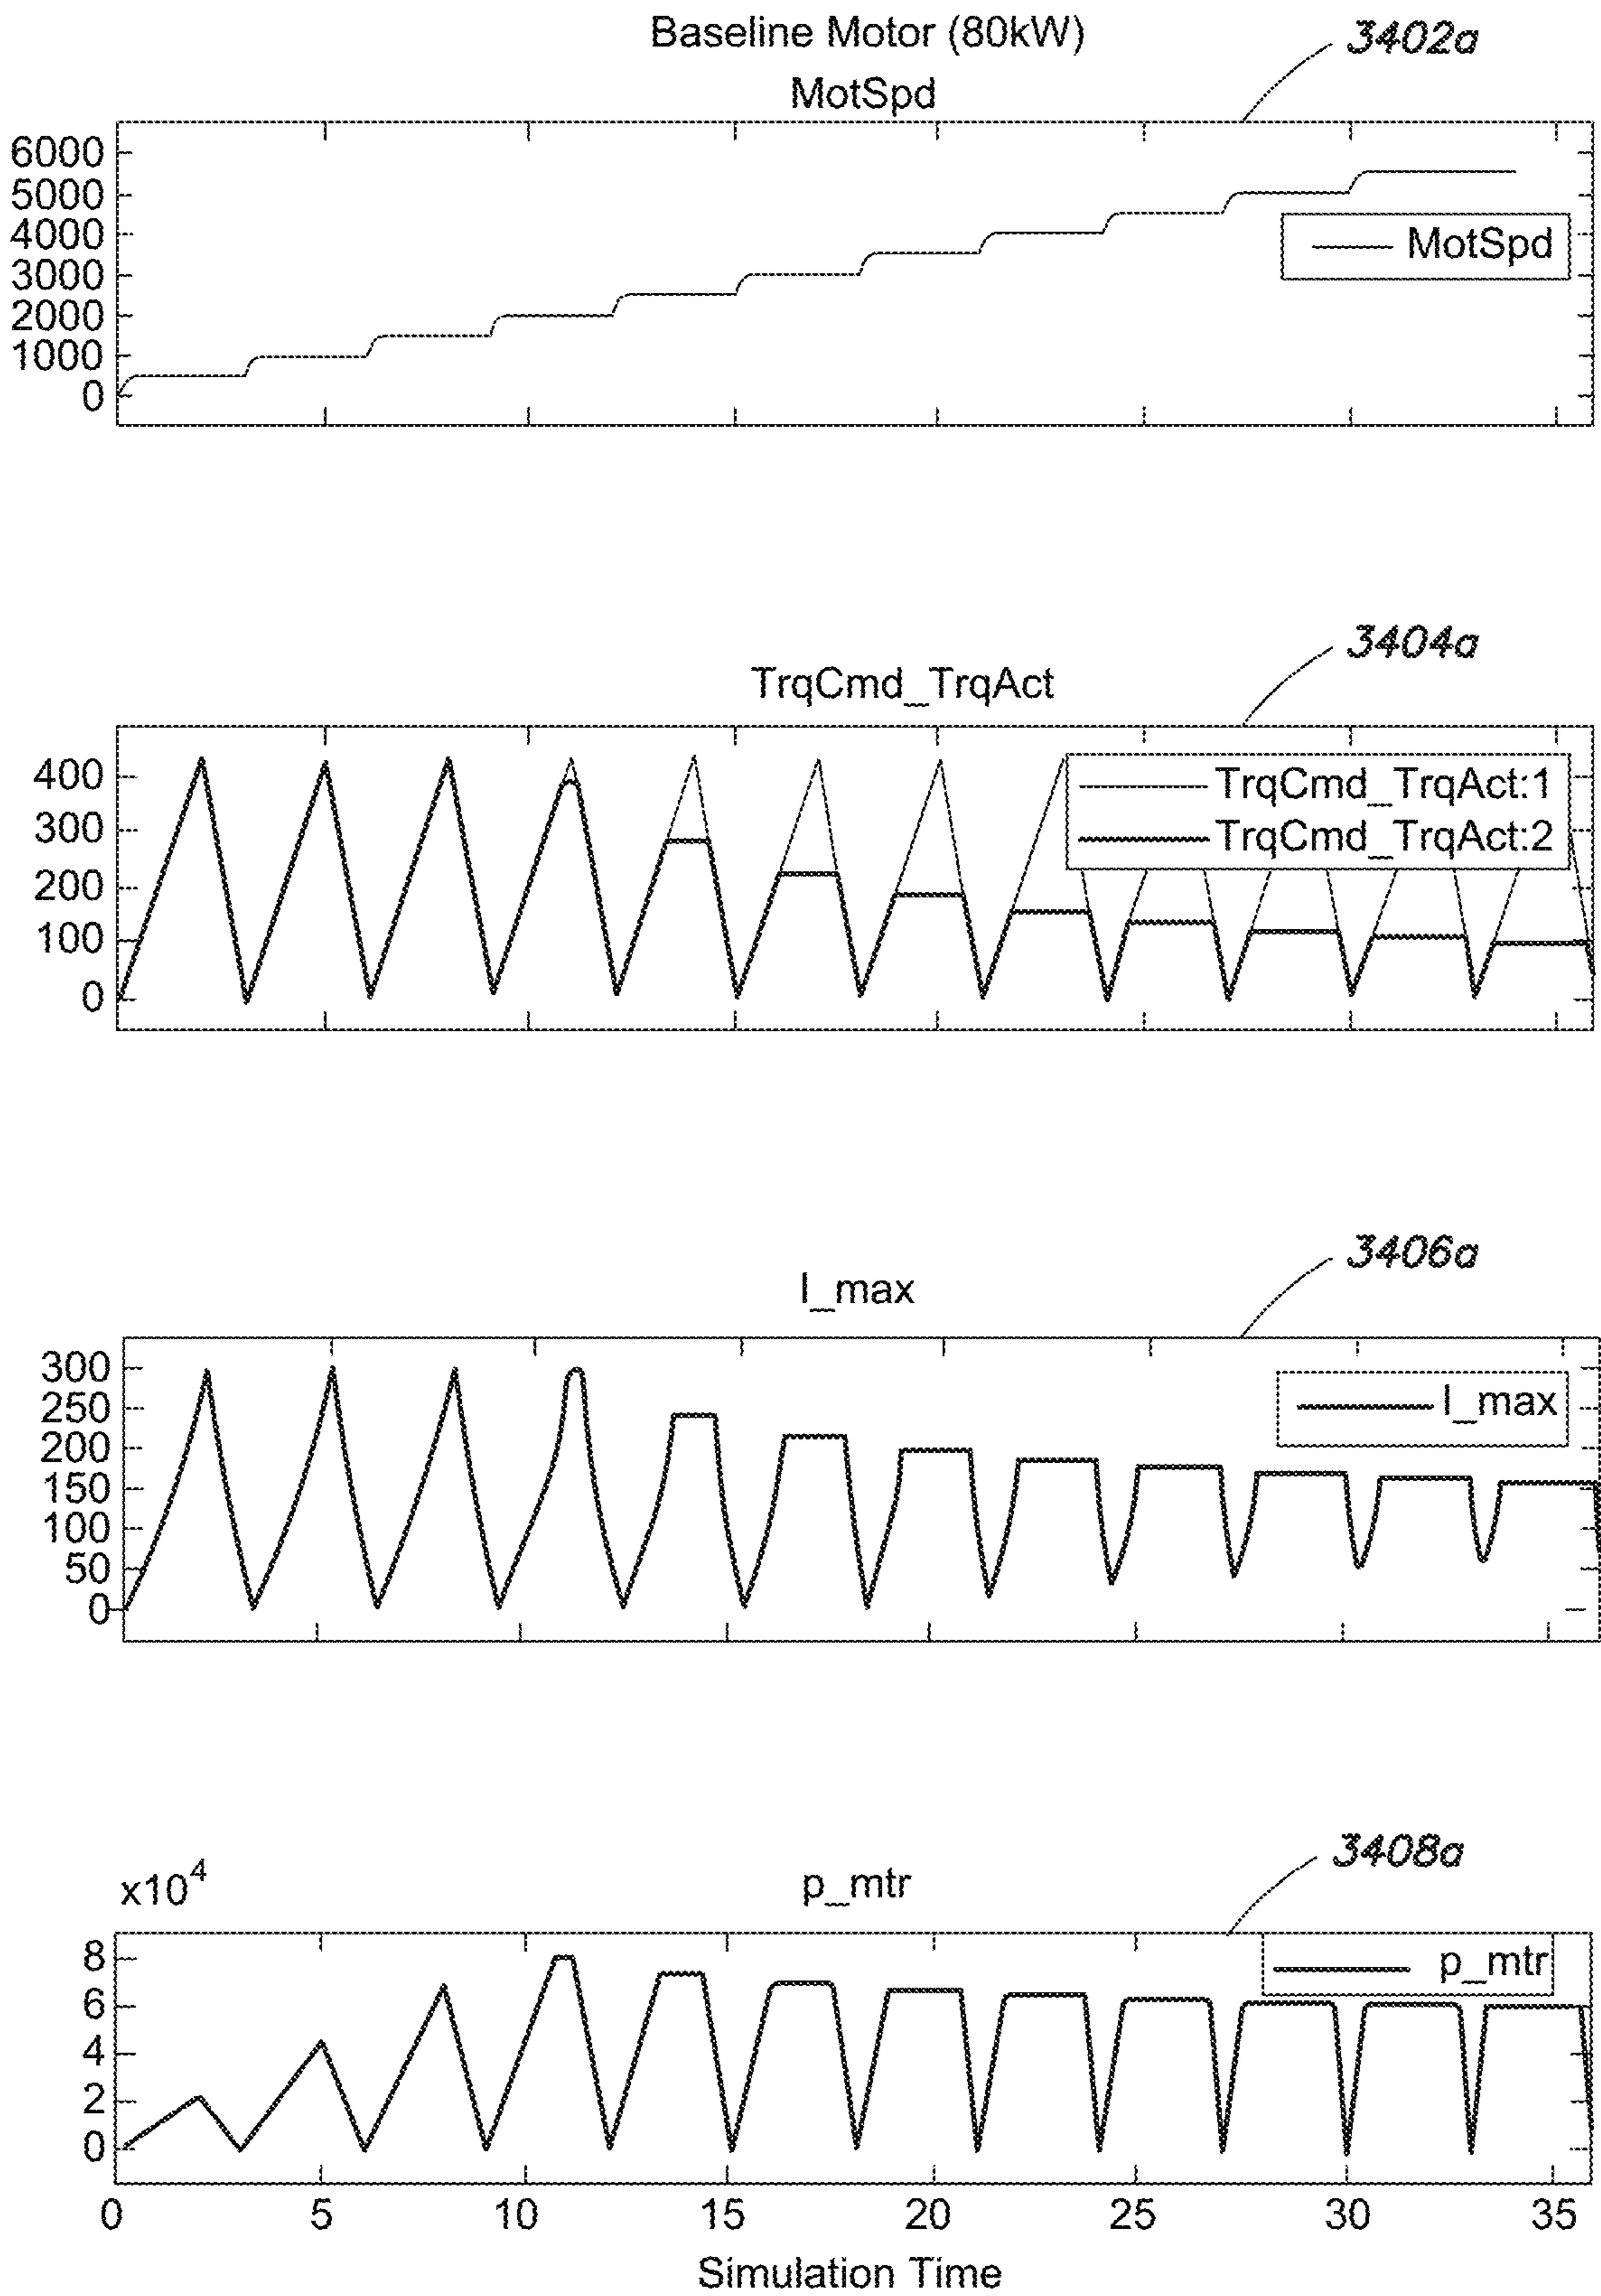 Baseline Motor (80kW)
3402a
MotSpd
6000
5000
4000
3000
2000
1000
0
MotSpd
3404a
TrqCmd_TrqAct
400
300
200
100
0
TrqCmd_TrqAct:1
TrqCmd_TrqAct:2
3406a
I_max
300
250
200
150
100
50
0
I_max
3408a
x10⁴
p_mtr
8
6
4
2
0
p_mtr
0 5 10 15 20 25 30 35
Simulation Time